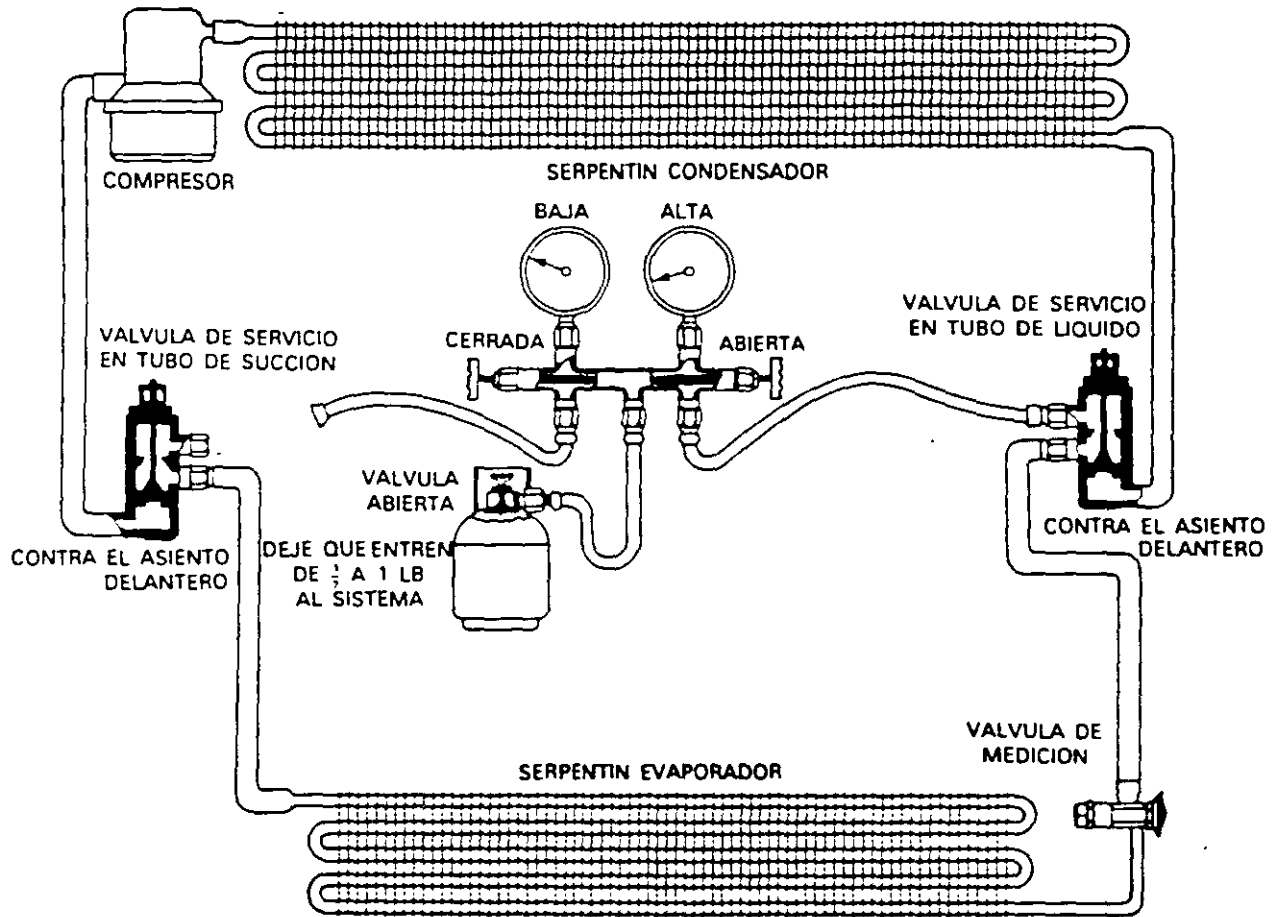 COMPRESOR
SERPENTIN CONDENSADOR
BAJA
ALTA
VALVULA DE SERVICIO
EN TUBO DE LIQUIDO
CERRADA
ABIERTA
VALVULA DE SERVICIO
EN TUBO DE SUCCION
VALVULA
ABIERTA
CONTRA EL ASIENTO
DELANTERO
CONTRA EL ASIENTO
DELANTERO
DEJE QUE ENTREN
DE A 1 LB
AL SISTEMA
VALVULA DE
MEDICION
SERPENTIN EVAPORADOR